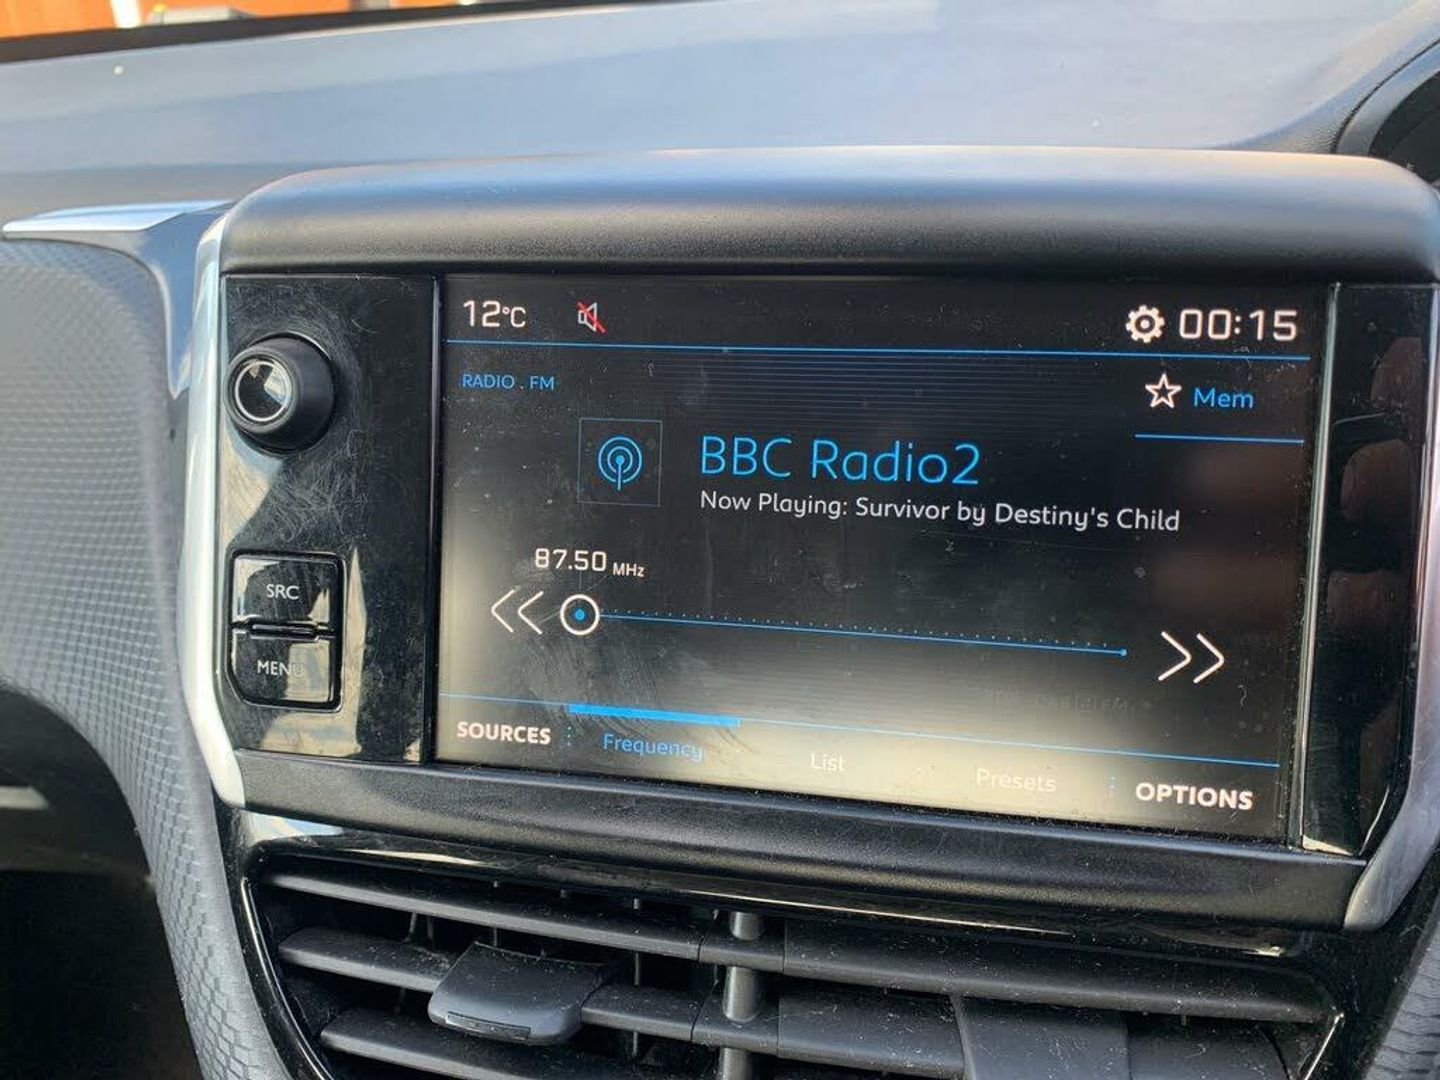 12°C 00:15
RADIO . FM
Mem
BBC Radio2
Now Playing: Survivor by Destiny's Child
87.50 MHz
SRC
MENU
SOURCES Frequency List Presets OPTIONS